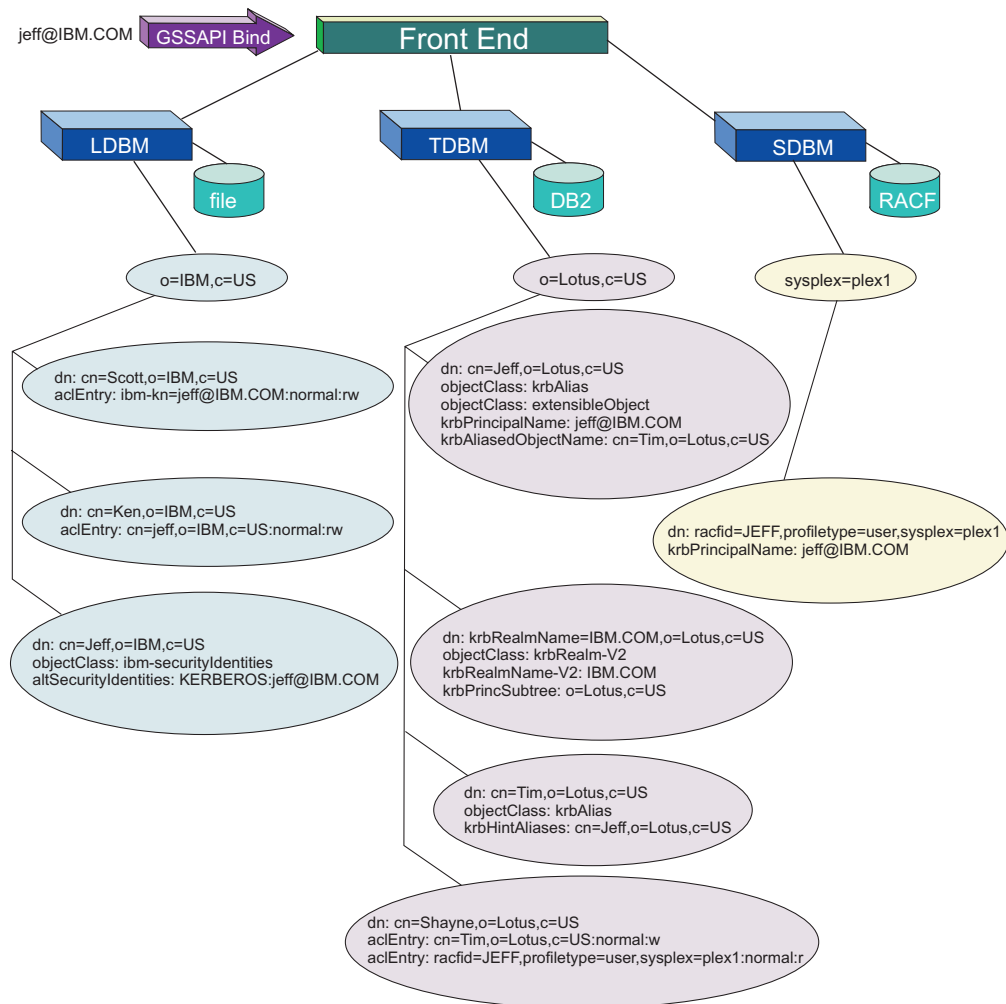 jeff@IBM.COM
GSSAPI Bind
Front End
LDBM
file
TDBM
DB2
SDBM
RACF
o=IBM,c=US
o=Lotus,c=US
sysplex=plex1
dn: cn=Scott,o=IBM,c=US
aclEntry: ibm-kn=jeff@IBM.COM:normal:rw
dn: cn=Ken,o=IBM,c=US
aclEntry: cn=jeff,o=IBM,c=US:normal:rw
dn: cn=Jeff,o=IBM,c=US
objectClass: ibm-securityIdentities
altSecurityIdentities: KERBEROS:jeff@IBM.COM
dn: cn=Jeff,o=Lotus,c=US
objectClass: krbAlias
objectClass: extensibleObject
krbPrincipalName: jeff@IBM.COM
krbAliasedObjectName: cn=Tim,o=Lotus,c=US
dn: krbRealmName=IBM.COM,o=Lotus,c=US
objectClass: krbRealm-V2
krbRealmName-V2: IBM.COM
krbPrincSubtree: o=Lotus,c=US
dn: cn=Tim,o=Lotus,c=US
objectClass: krbAlias
krbHintAliases: cn=Jeff,o=Lotus,c=US
dn: cn=Shayne,o=Lotus,c=US
aclEntry: cn=Tim,o=Lotus,c=US:normal:w
aclEntry: racfid=JEFF,profiletype=user,sysplex=plex1:normal:r
dn: racfid=JEFF,profiletype=user,sysplex=plex1
krbPrincipalName: jeff@IBM.COM